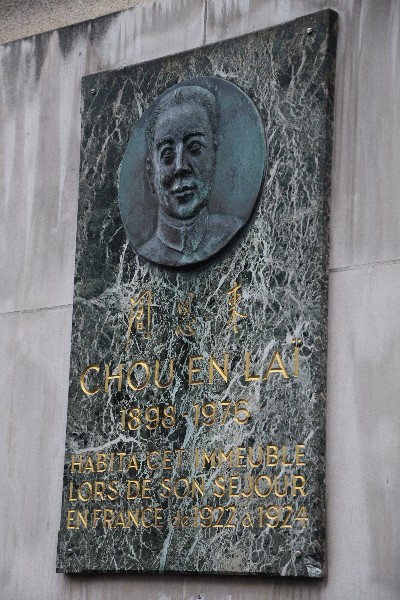 周恩来
CHOU EN LAÏ
1898 1976
HABITA CET IMMEUBLE
LORS DE SON SÉJOUR
EN FRANCE de 1922 à 1924